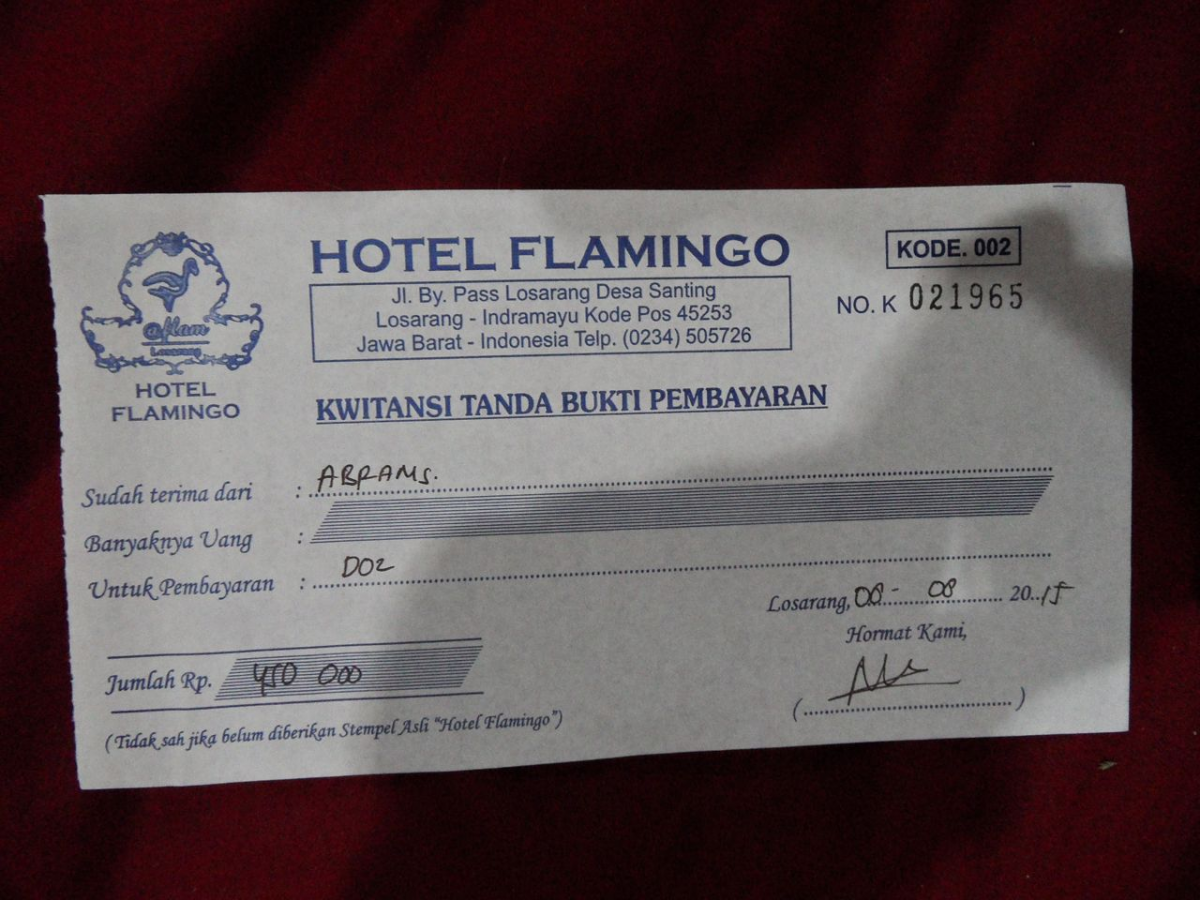 @flam
Losarang
HOTEL
FLAMINGO
HOTEL FLAMINGO
Jl. By. Pass Losarang Desa Santing
Losarang - Indramayu Kode Pos 45253
Jawa Barat - Indonesia Telp. (0234) 505726
KODE. 002
NO. K 021965
KWITANSI TANDA BUKTI PEMBAYARAN
Sudah terima dari : ABRAMS.
Banyaknya Uang :
Untuk Pembayaran : D02
Losarang, 08 - 08 20..15
Hormat Kami,
Jumlah Rp. 450 000
(Tidak sah jika belum diberikan Stempel Asli "Hotel Flamingo")